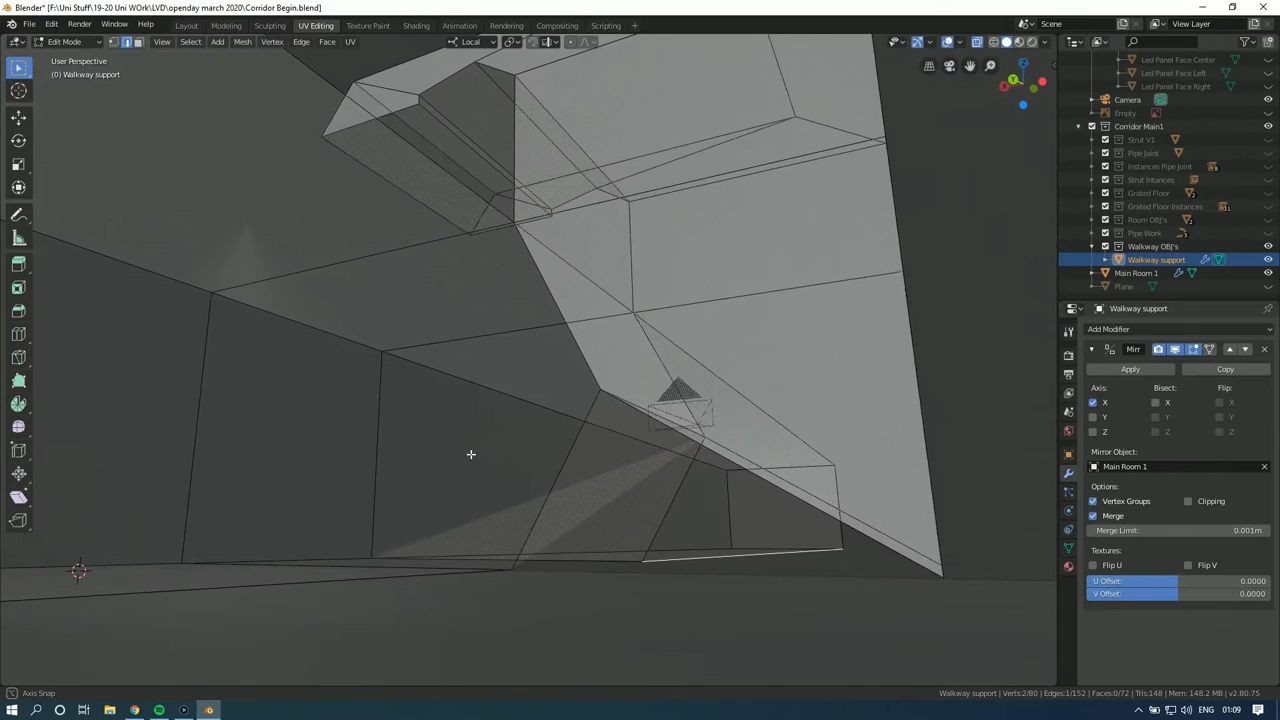 Blender* [F:\Uni Stuff\19-20 Uni WOrk\LVD\openday march 2020\Corridor Begin.blend]
File Edit Render Window Help Layout Modeling Sculpting UV Editing Texture Paint Shading Animation Rendering Compositing Scripting Scene View Layer
Edit Mode View Select Add Mesh Vertex Edge Face UV Local
User Perspective
(0) Walkway support
Led Panel Face Center
Led Panel Face Left
Led Panel Face Right
Camera
Empty
Corridor Main1
Strut V1
Pipe Joint
Instances Pipe Joint
Strut Intances
Grated Floor
Grated Floor Instances
Room OBJ's
Pipe Work
Walkway OBJ's
Walkway support
Main Room 1
Plane
Walkway support
Add Modifier
Mirr
Apply Copy
Axis: Bisect: Flip:
X X X
Y Y Y
Z Z Z
Mirror Object:
Main Room 1
Options:
Vertex Groups Clipping
Merge
Merge Limit: 0.001m
Textures:
Flip U Flip V
U Offset: 0.0000
V Offset: 0.0000
Axis Snap
Walkway support | Verts:2/80 | Edges:1/152 | Faces:0/72 | Tris:148 | Mem: 148.2 MB | v2.80.75
ENG 01:09